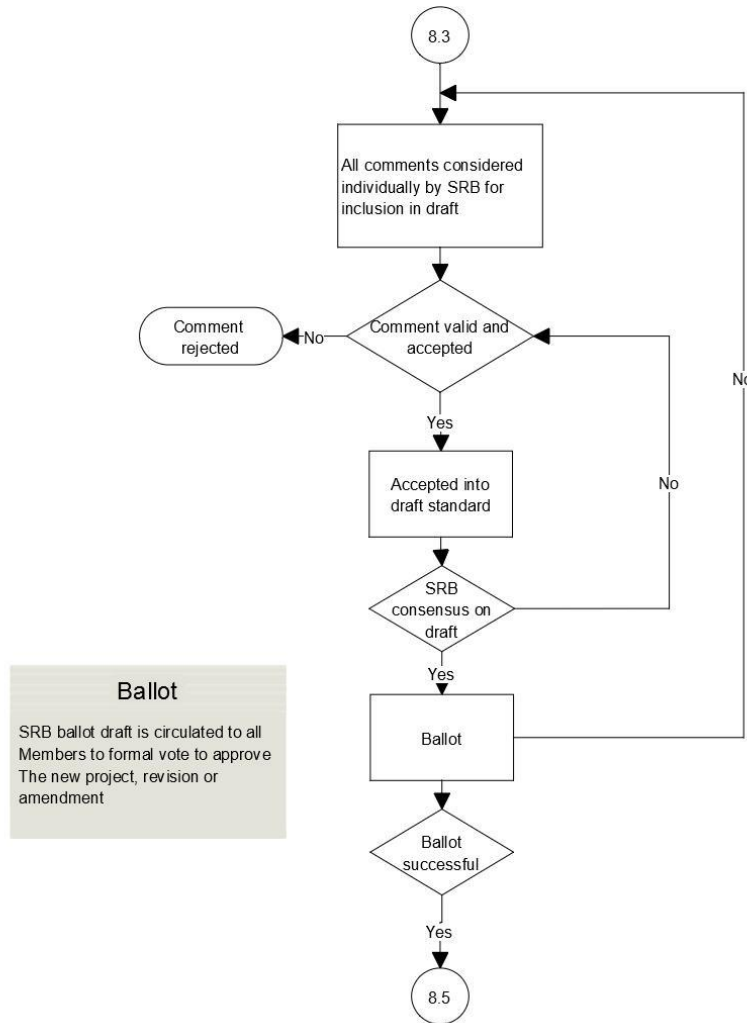 8.3
All comments considered
individually by SRB for
inclusion in draft
Comment
rejected
No
Comment valid and
accepted
Yes
No
Accepted into
draft standard
No
SRB
consensus on
draft
Yes
Ballot
SRB ballot draft is circulated to all
Members to formal vote to approve
The new project, revision or
amendment
Ballot
Ballot
successful
Yes
8.5